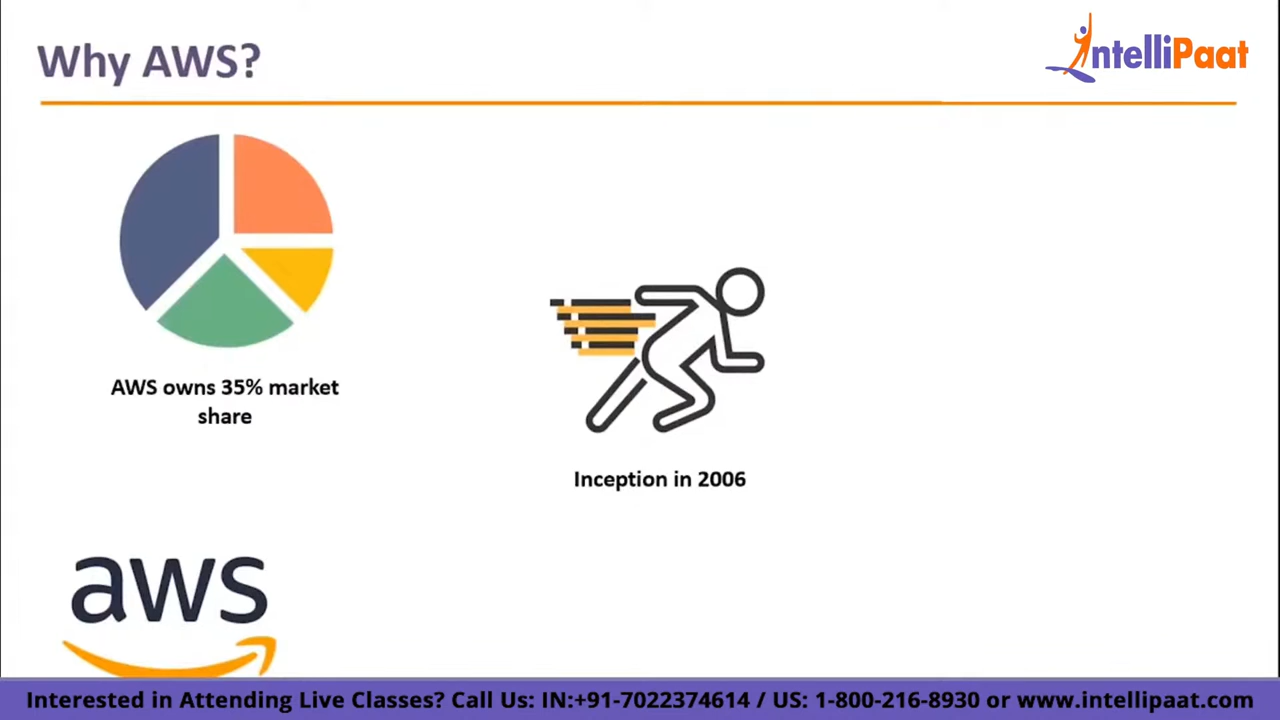 Why AWS?
IntelliPaat
AWS owns 35% market
share
Inception in 2006
aws
Interested in Attending Live Classes? Call Us: IN:+91-7022374614 / US: 1-800-216-8930 or www.intellipaat.com